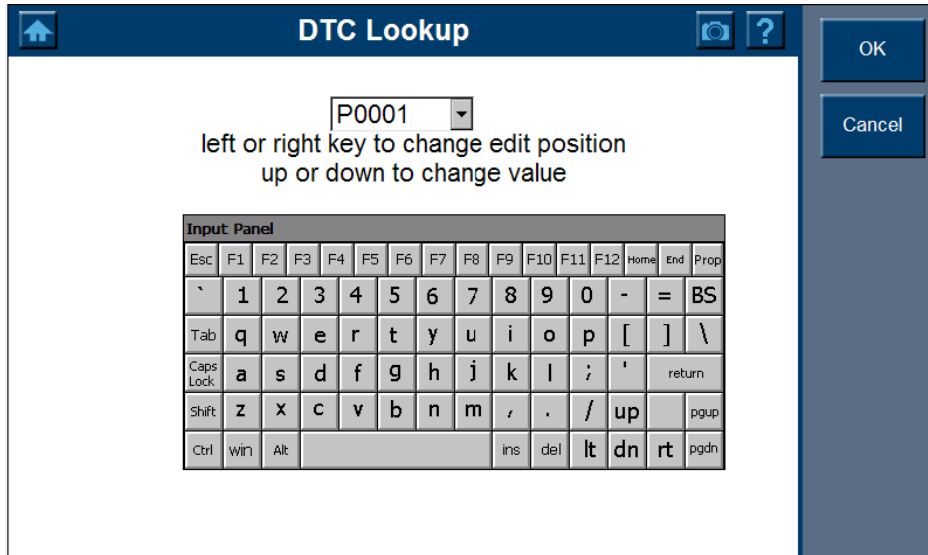 DTC Lookup
?
OK
Cancel
P0001
left or right key to change edit position
up or down to change value
Input Panel
Esc F1 F2 F3 F4 F5 F6 F7 F8 F9 F10 F11 F12 Home End Prop
` 1 2 3 4 5 6 7 8 9 0 - = BS
Tab q w e r t y u i o p [ ] \
Caps Lock a s d f g h j k l ; ' return
Shift z x c v b n m , . / up pgup
Ctrl win Alt ins del lt dn rt pgdn